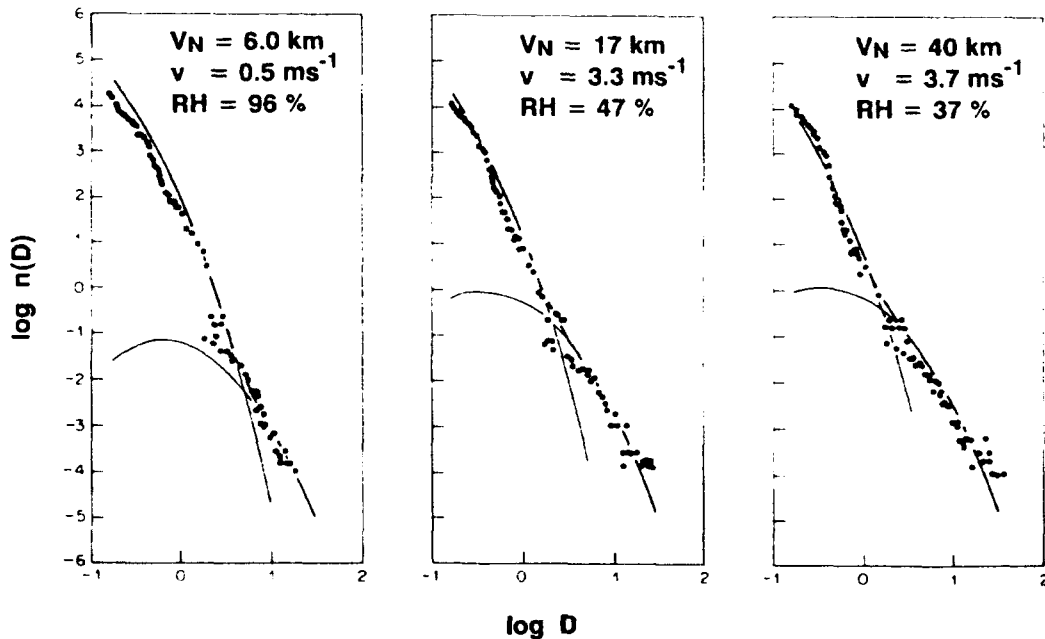 V_N = 6.0 km
v = 0.5 ms⁻¹
RH = 96 %
V_N = 17 km
v = 3.3 ms⁻¹
RH = 47 %
V_N = 40 km
v = 3.7 ms⁻¹
RH = 37 %
log n(D)
6
5
4
3
2
1
0
-1
-2
-3
-4
-5
-6
-1 0 1 2
-1 0 1 2
-1 0 1 2
log D